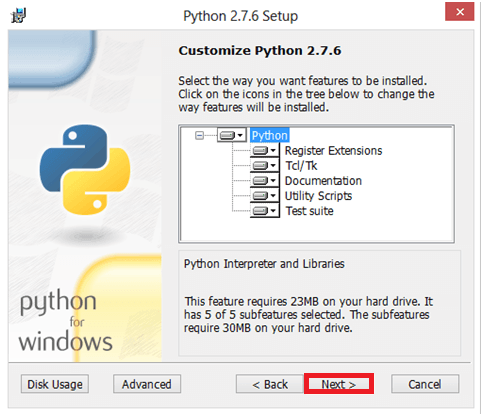 Python 2.7.6 Setup
Customize Python 2.7.6
Select the way you want features to be installed.
Click on the icons in the tree below to change the
way features will be installed.
Python
Register Extensions
Tcl/Tk
Documentation
Utility Scripts
Test suite
Python Interpreter and Libraries
This feature requires 23MB on your hard drive. It
has 5 of 5 subfeatures selected. The subfeatures
require 30MB on your hard drive.
python
for
windows
Disk Usage
Advanced
< Back
Next >
Cancel